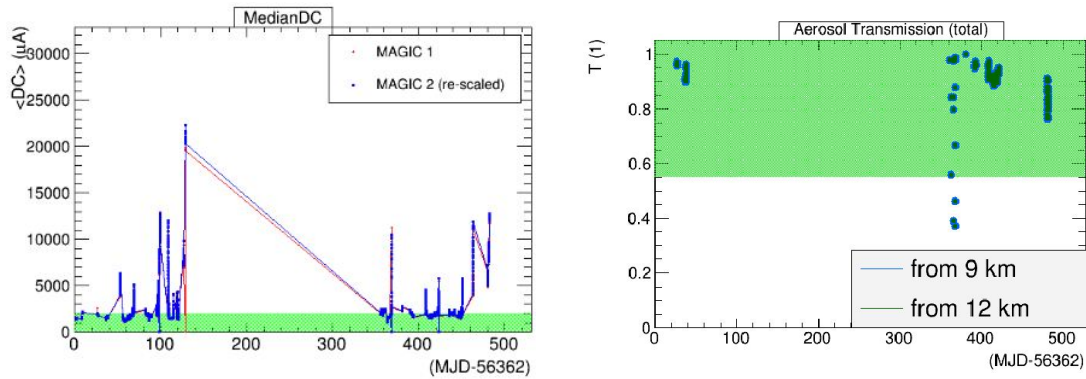 MedianDC
<DC> (μA)
30000
25000
20000
15000
10000
5000
0
MAGIC 1
MAGIC 2 (re-scaled)
0 100 200 300 400 500
(MJD-56362)
Aerosol Transmission (total)
T (1)
1
0.8
0.6
0.4
0.2
0
from 9 km
from 12 km
0 100 200 300 400 500
(MJD-56362)